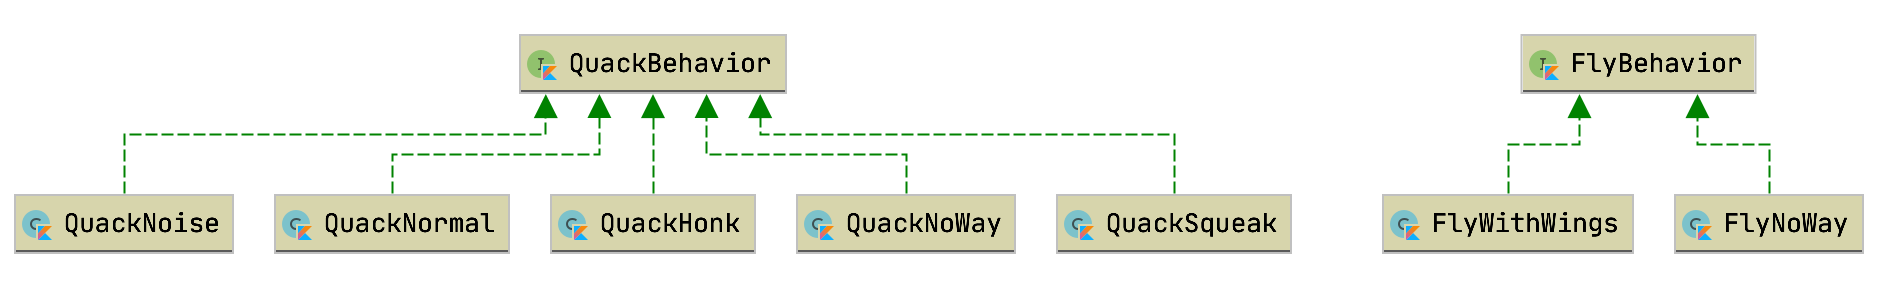 QuackBehavior
FlyBehavior
QuackNoise
QuackNormal
QuackHonk
QuackNoWay
QuackSqueak
FlyWithWings
FlyNoWay